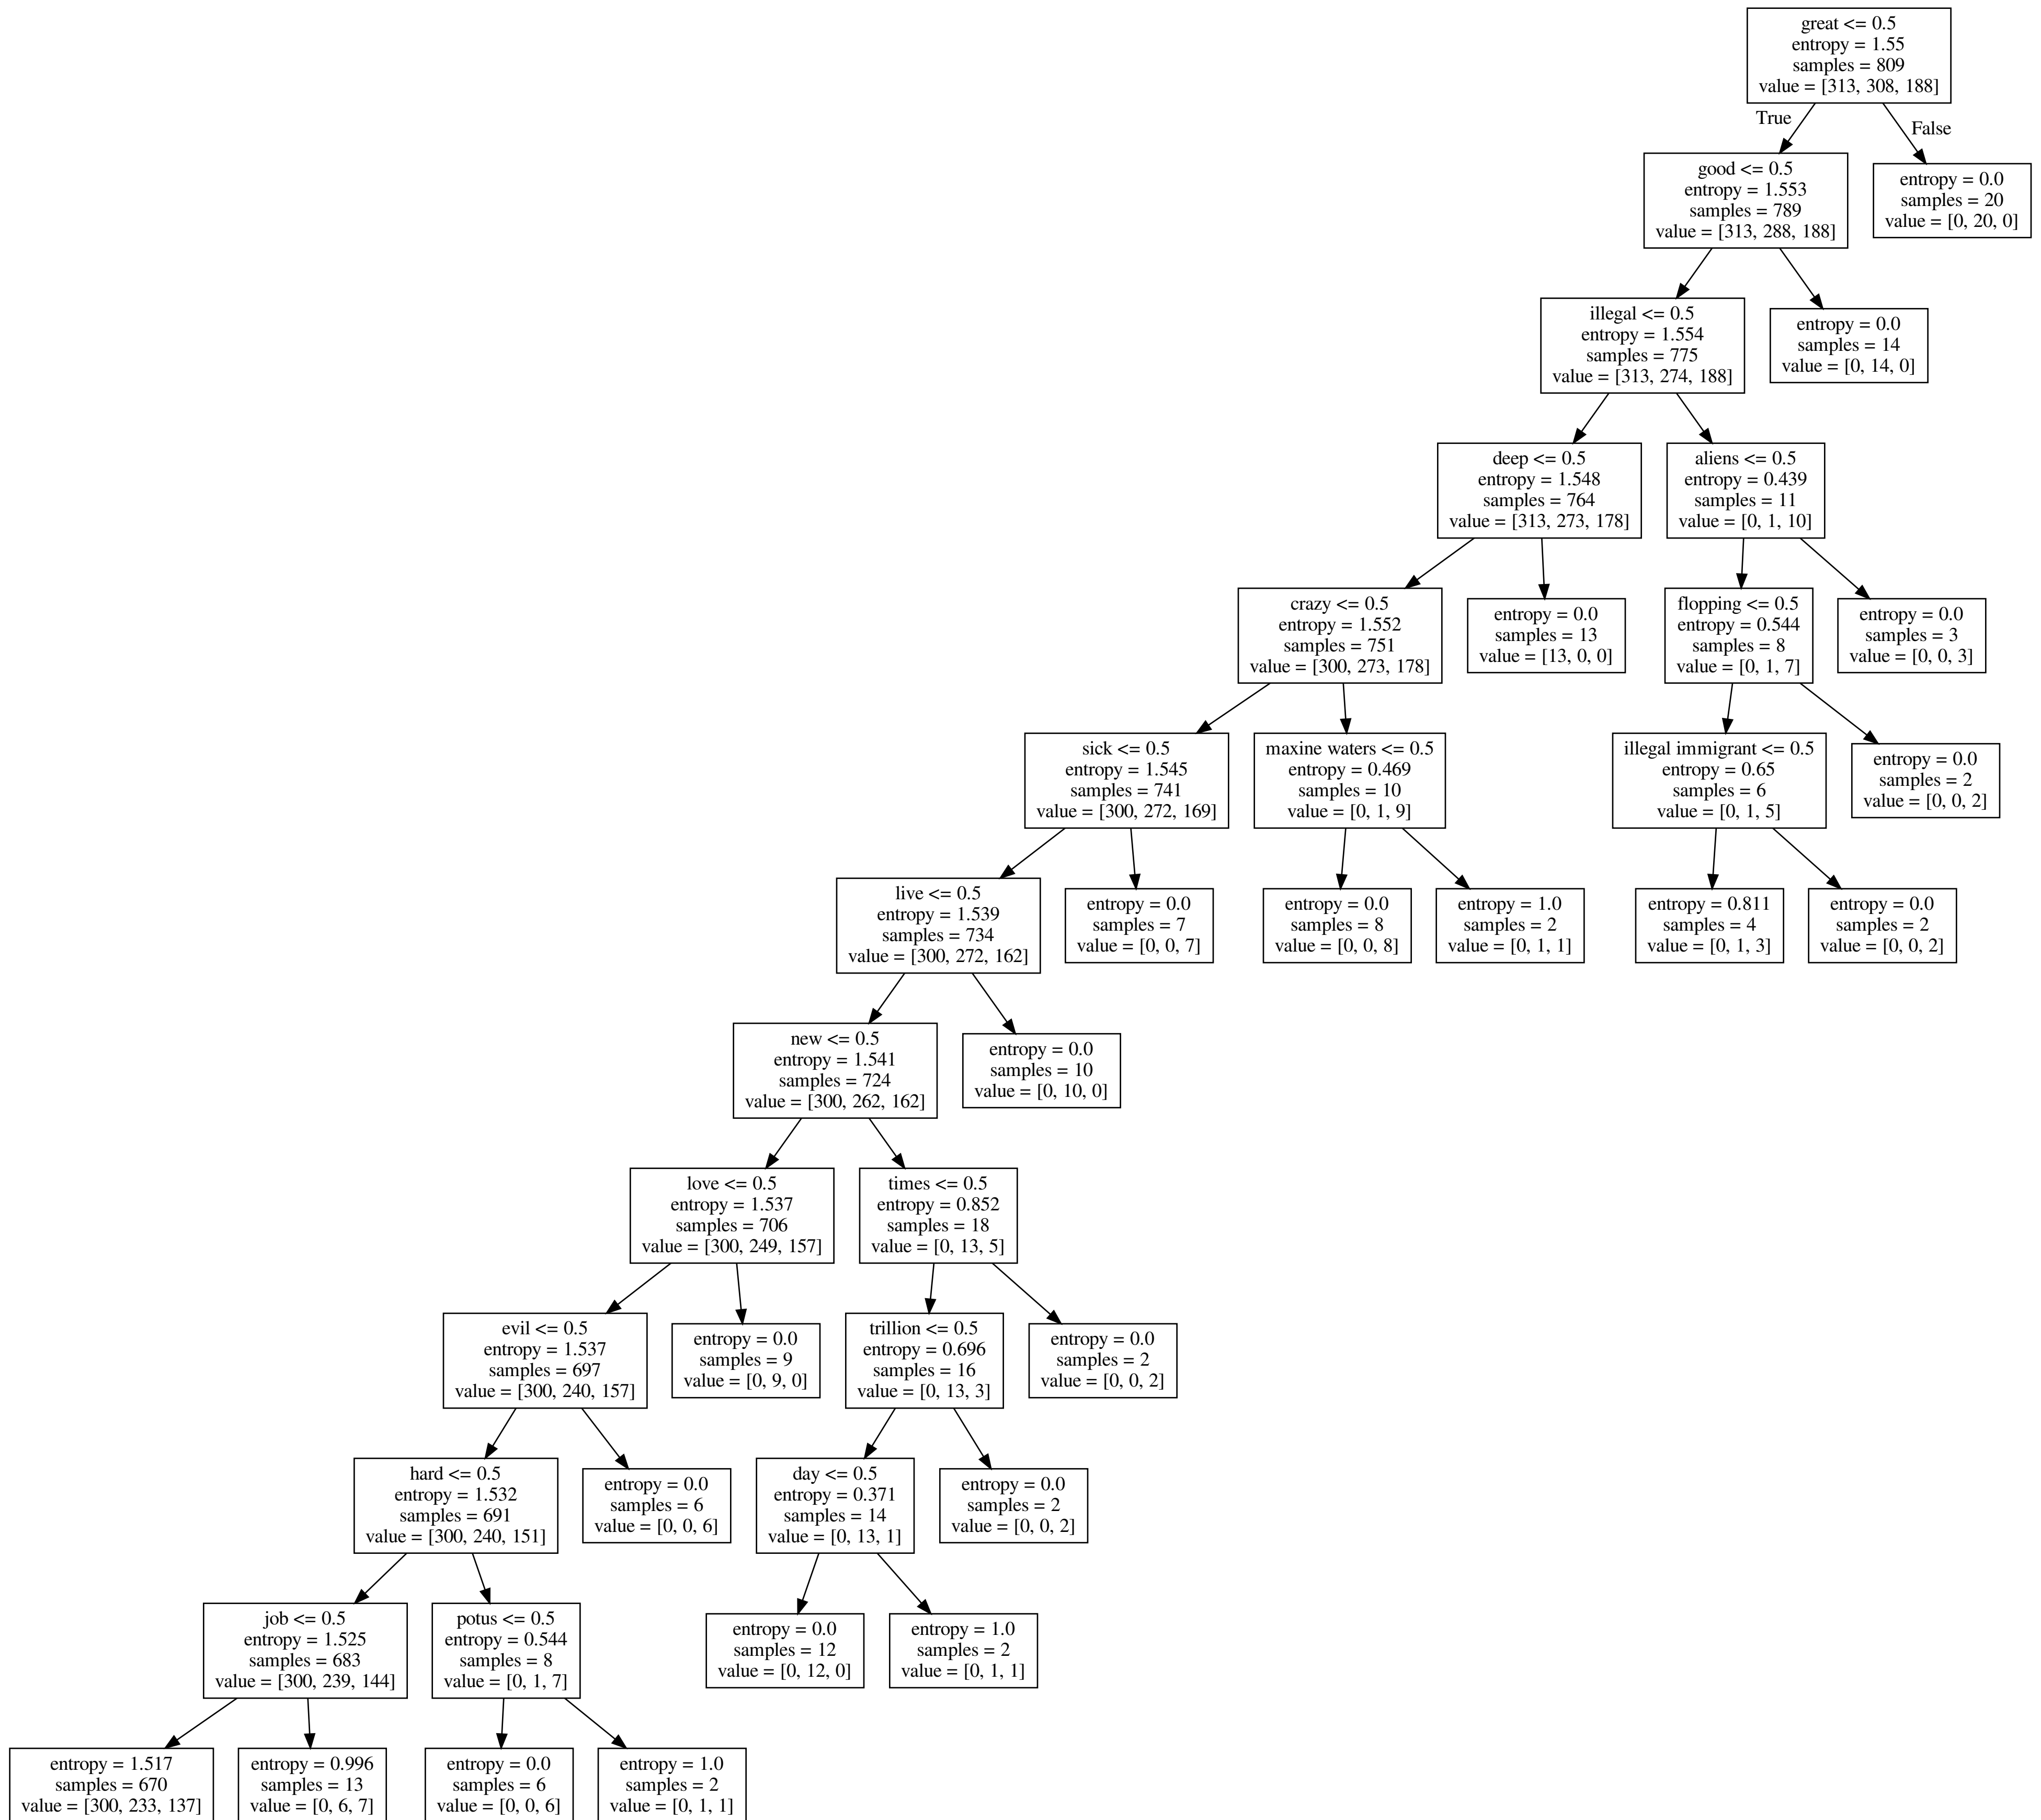 great <= 0.5
entropy = 1.55
samples = 809
value = [313, 308, 188]
True
False
good <= 0.5
entropy = 1.553
samples = 789
value = [313, 288, 188]
entropy = 0.0
samples = 20
value = [0, 20, 0]
illegal <= 0.5
entropy = 1.554
samples = 775
value = [313, 274, 188]
entropy = 0.0
samples = 14
value = [0, 14, 0]
deep <= 0.5
entropy = 1.548
samples = 764
value = [313, 273, 178]
aliens <= 0.5
entropy = 0.439
samples = 11
value = [0, 1, 10]
crazy <= 0.5
entropy = 1.552
samples = 751
value = [300, 273, 178]
entropy = 0.0
samples = 13
value = [13, 0, 0]
flopping <= 0.5
entropy = 0.544
samples = 8
value = [0, 1, 7]
entropy = 0.0
samples = 3
value = [0, 0, 3]
sick <= 0.5
entropy = 1.545
samples = 741
value = [300, 272, 169]
maxine waters <= 0.5
entropy = 0.469
samples = 10
value = [0, 1, 9]
illegal immigrant <= 0.5
entropy = 0.65
samples = 6
value = [0, 1, 5]
entropy = 0.0
samples = 2
value = [0, 0, 2]
live <= 0.5
entropy = 1.539
samples = 734
value = [300, 272, 162]
entropy = 0.0
samples = 7
value = [0, 0, 7]
entropy = 0.0
samples = 8
value = [0, 0, 8]
entropy = 1.0
samples = 2
value = [0, 1, 1]
entropy = 0.811
samples = 4
value = [0, 1, 3]
entropy = 0.0
samples = 2
value = [0, 0, 2]
new <= 0.5
entropy = 1.541
samples = 724
value = [300, 262, 162]
entropy = 0.0
samples = 10
value = [0, 10, 0]
love <= 0.5
entropy = 1.537
samples = 706
value = [300, 249, 157]
times <= 0.5
entropy = 0.852
samples = 18
value = [0, 13, 5]
evil <= 0.5
entropy = 1.537
samples = 697
value = [300, 240, 157]
entropy = 0.0
samples = 9
value = [0, 9, 0]
trillion <= 0.5
entropy = 0.696
samples = 16
value = [0, 13, 3]
entropy = 0.0
samples = 2
value = [0, 0, 2]
hard <= 0.5
entropy = 1.532
samples = 691
value = [300, 240, 151]
entropy = 0.0
samples = 6
value = [0, 0, 6]
day <= 0.5
entropy = 0.371
samples = 14
value = [0, 13, 1]
entropy = 0.0
samples = 2
value = [0, 0, 2]
job <= 0.5
entropy = 1.525
samples = 683
value = [300, 239, 144]
potus <= 0.5
entropy = 0.544
samples = 8
value = [0, 1, 7]
entropy = 0.0
samples = 12
value = [0, 12, 0]
entropy = 1.0
samples = 2
value = [0, 1, 1]
entropy = 1.517
samples = 670
value = [300, 233, 137]
entropy = 0.996
samples = 13
value = [0, 6, 7]
entropy = 0.0
samples = 6
value = [0, 0, 6]
entropy = 1.0
samples = 2
value = [0, 1, 1]